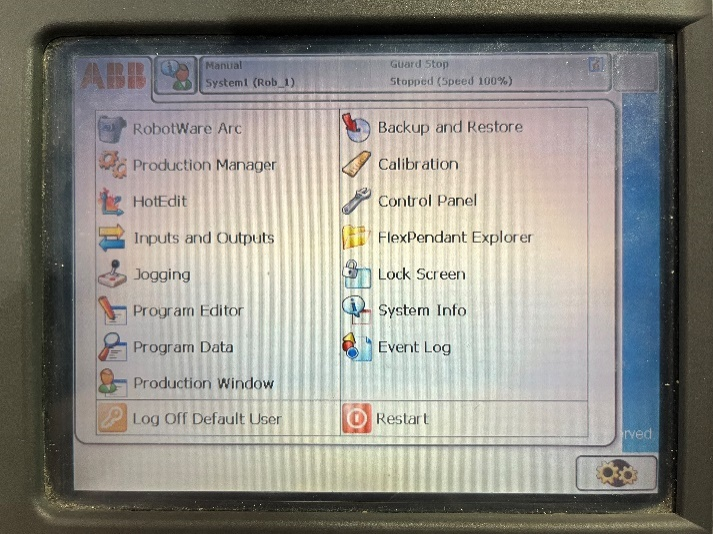 ABB
Manual
System1 (Rob_1)
Guard Stop
Stopped (Speed 100%)
RobotWare Arc
Production Manager
HotEdit
Inputs and Outputs
Jogging
Program Editor
Program Data
Production Window
Log Off Default User
Backup and Restore
Calibration
Control Panel
FlexPendant Explorer
Lock Screen
System Info
Event Log
Restart
rved.